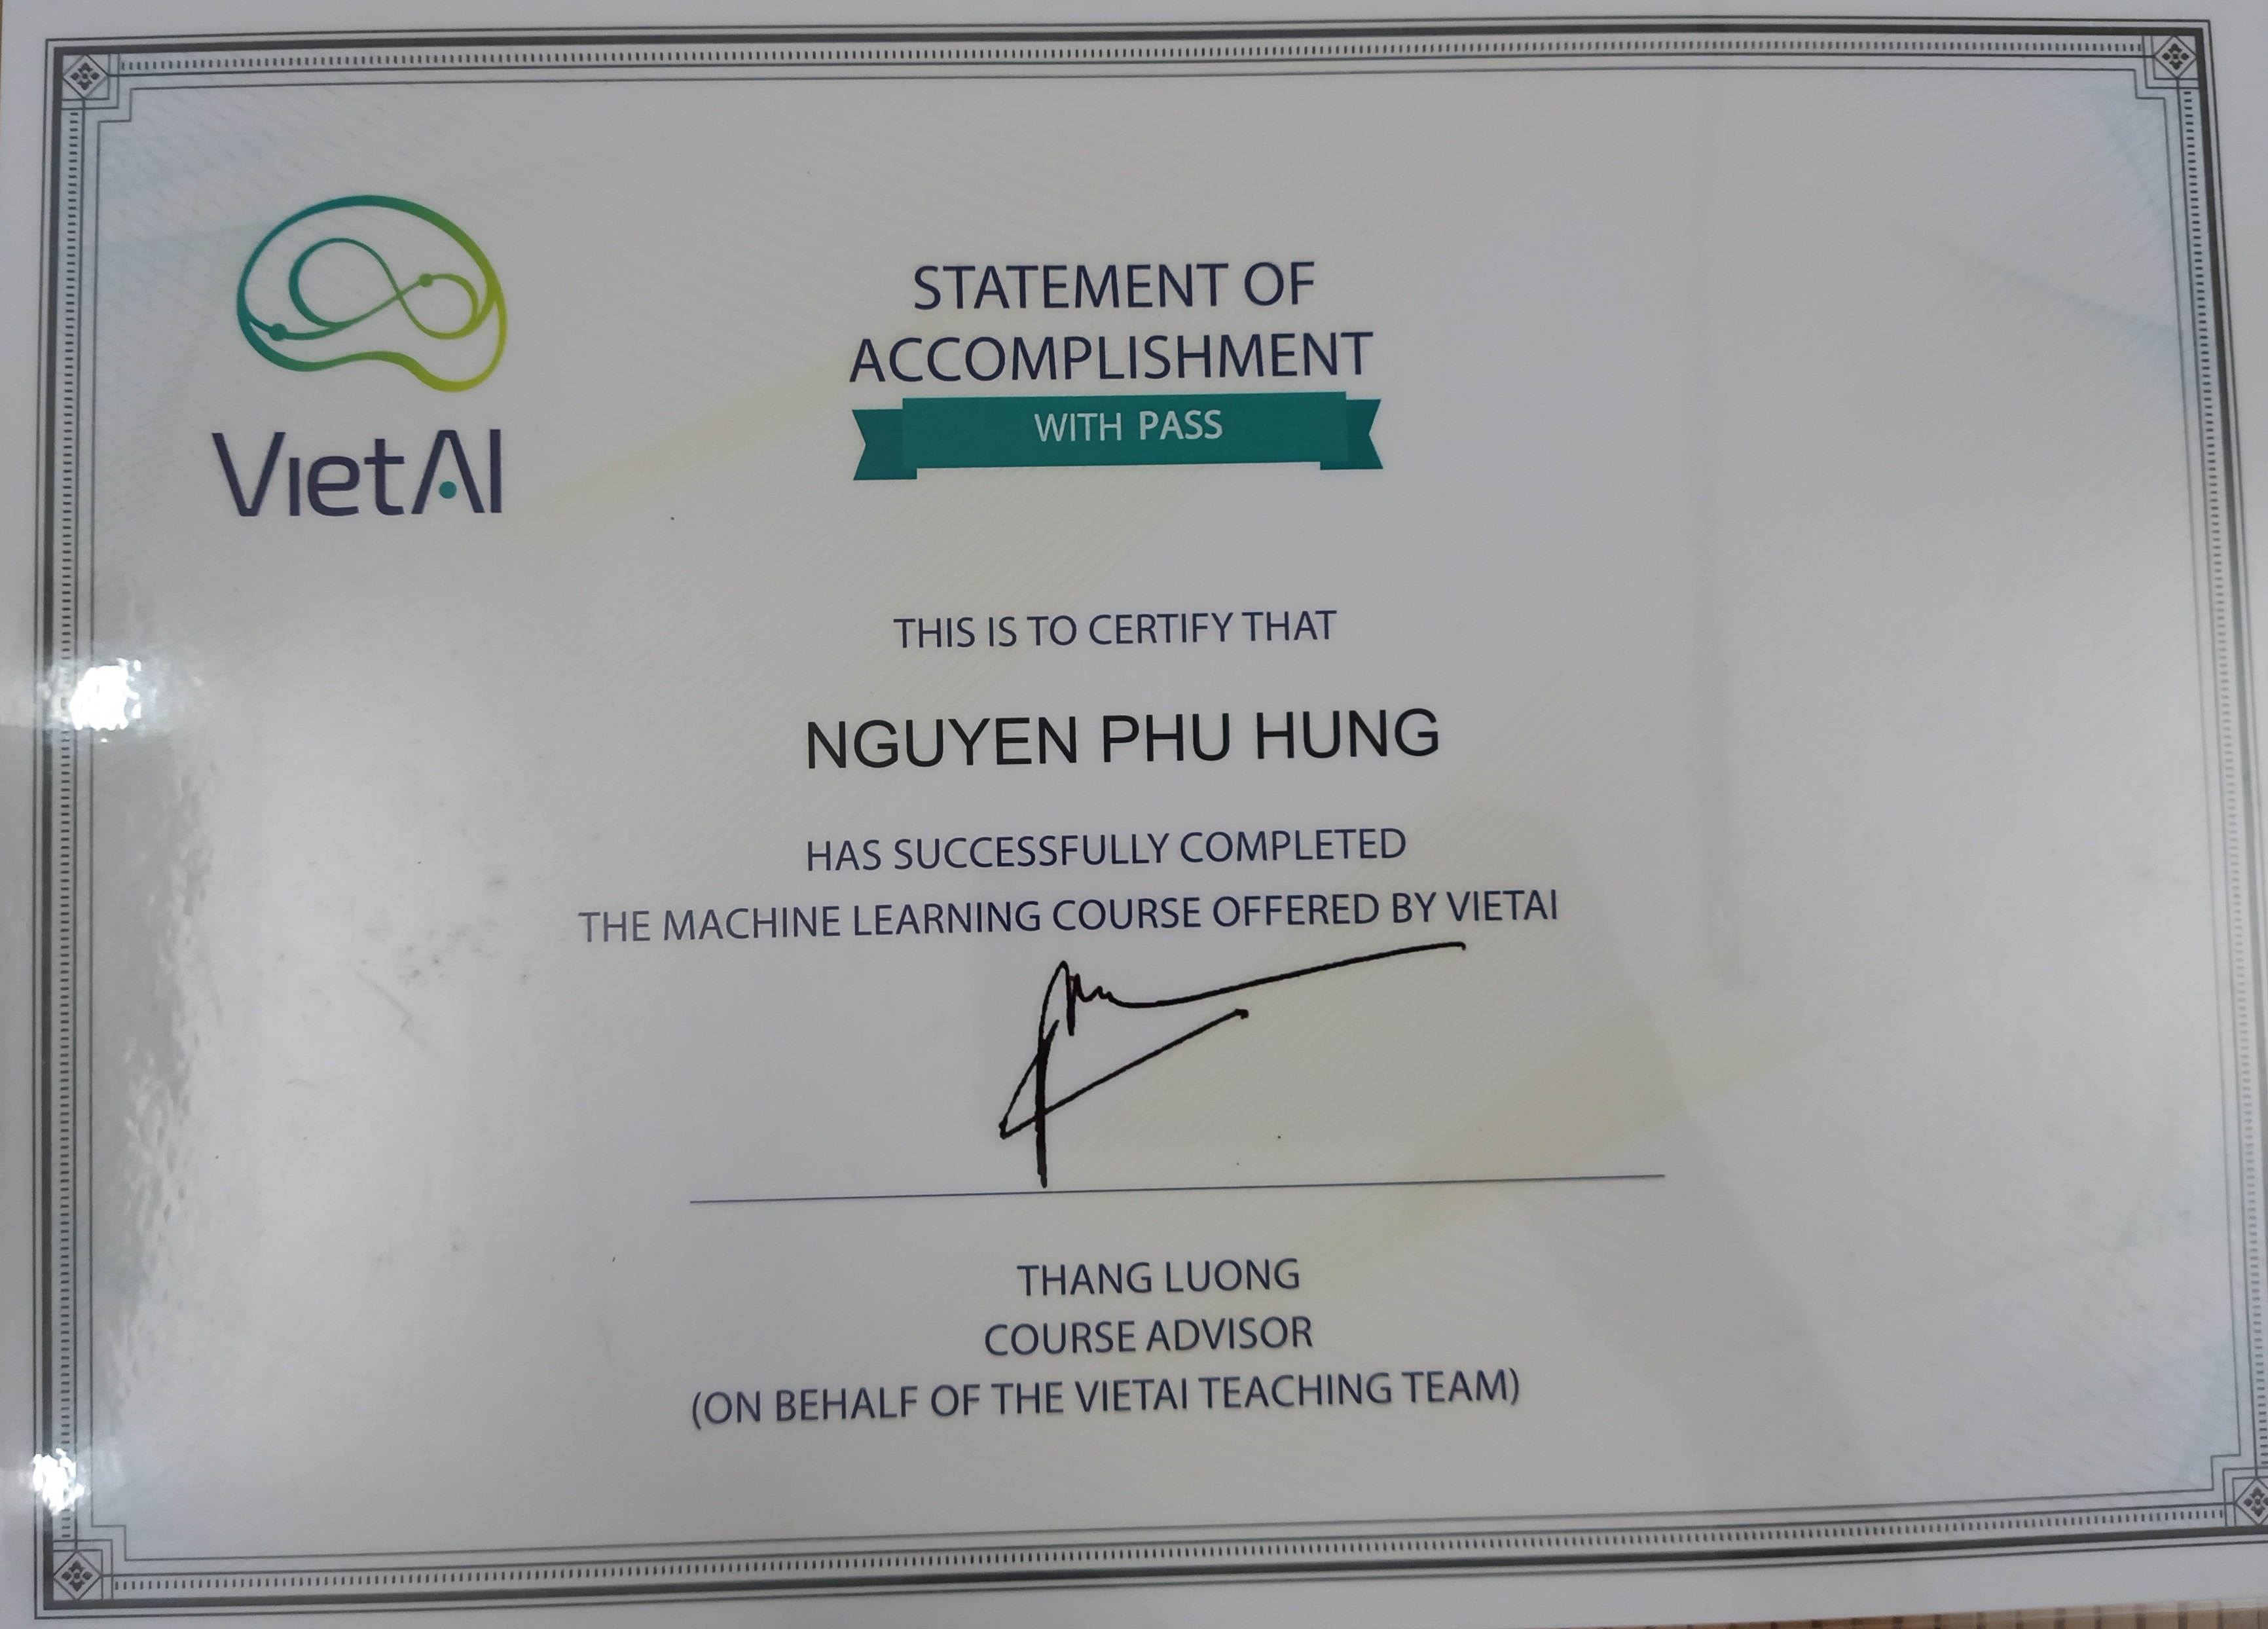 VietAI
STATEMENT OF
ACCOMPLISHMENT
WITH PASS
THIS IS TO CERTIFY THAT
NGUYEN PHU HUNG
HAS SUCCESSFULLY COMPLETED
THE MACHINE LEARNING COURSE OFFERED BY VIETAI
THANG LUONG
COURSE ADVISOR
(ON BEHALF OF THE VIETAI TEACHING TEAM)